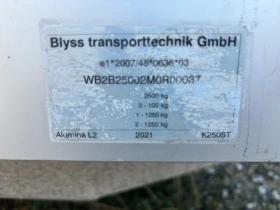 Blyss transporttechnik GmbH
e1*2007/46*0636*03
WB2B25002M0R00037
2500 kg
0 - 100 kg
1 - 1250 kg
2 - 1250 kg
Alumina L2 2021 K250ST